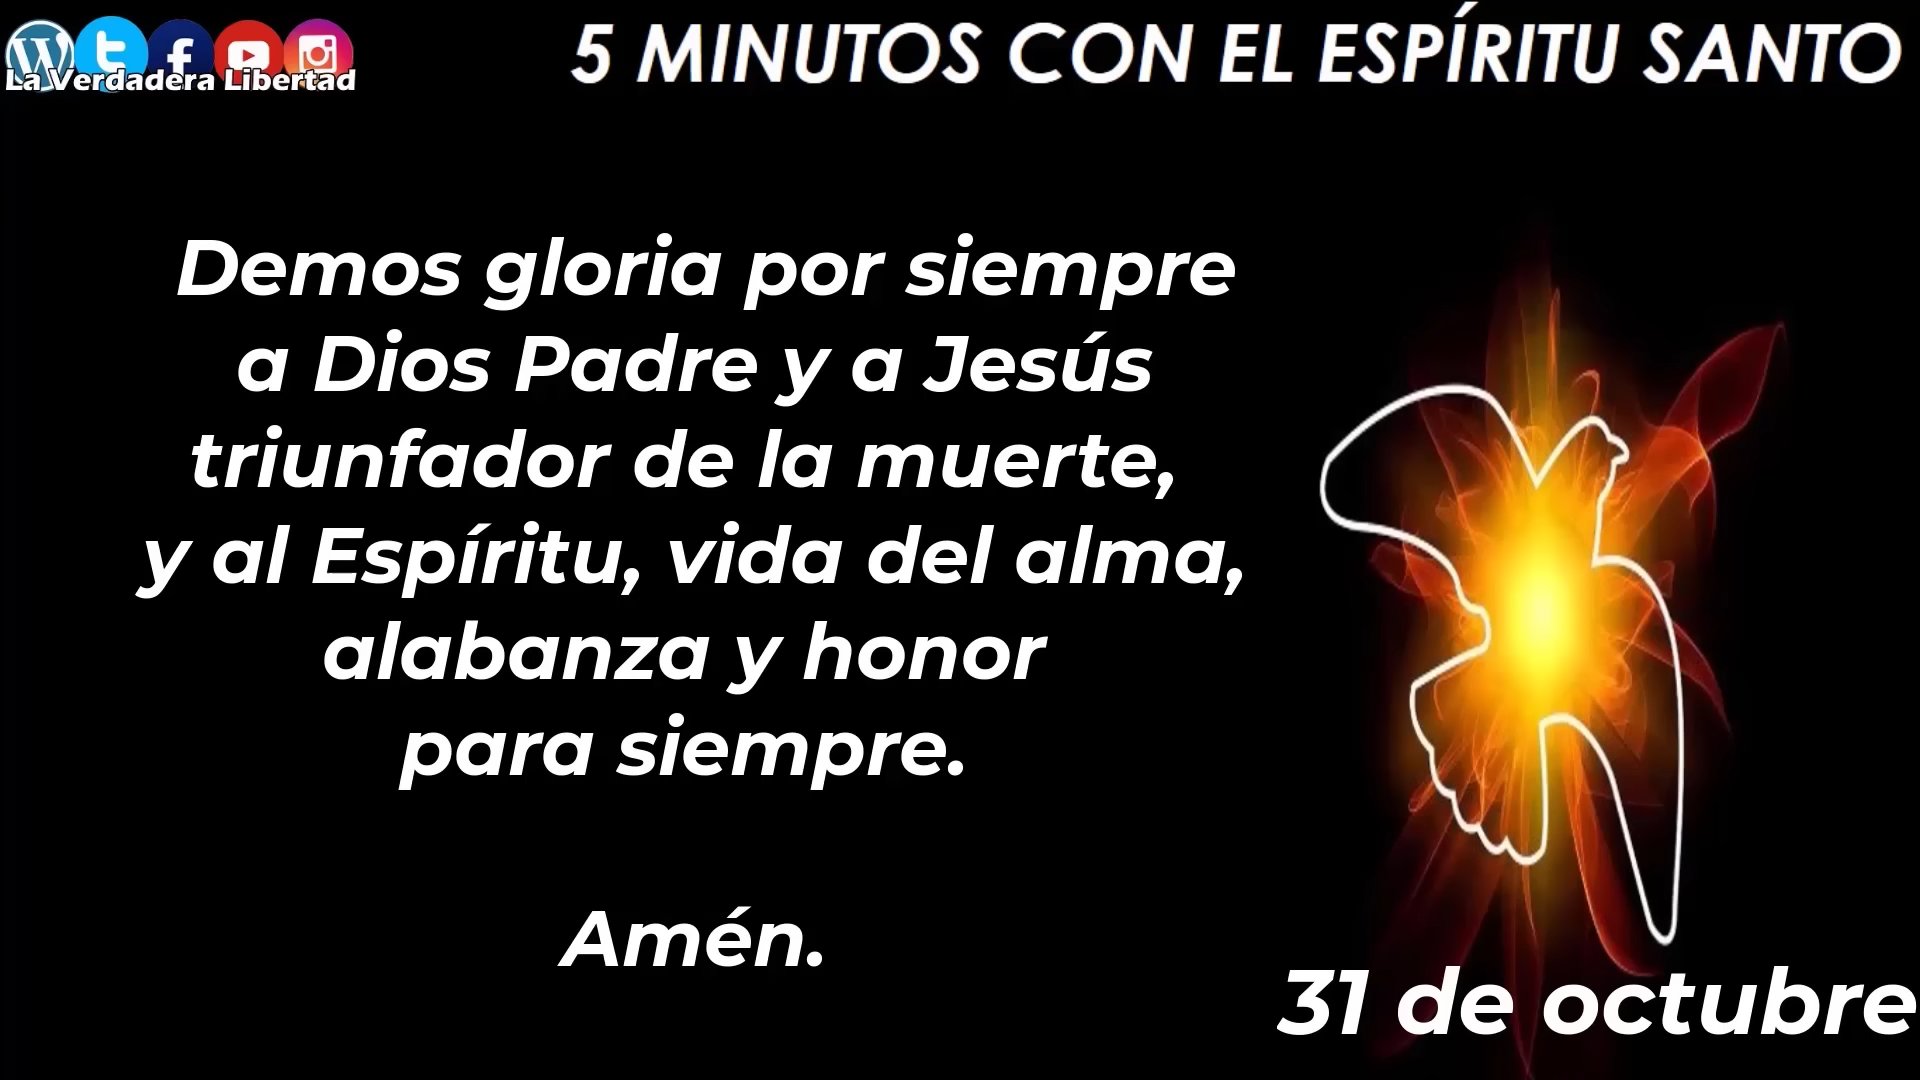 La Verdadera Libertad
5 MINUTOS CON EL ESPÍRITU SANTO
Demos gloria por siempre
a Dios Padre y a Jesús
triunfador de la muerte,
y al Espíritu, vida del alma,
alabanza y honor
para siempre.
Amén.
31 de octubre